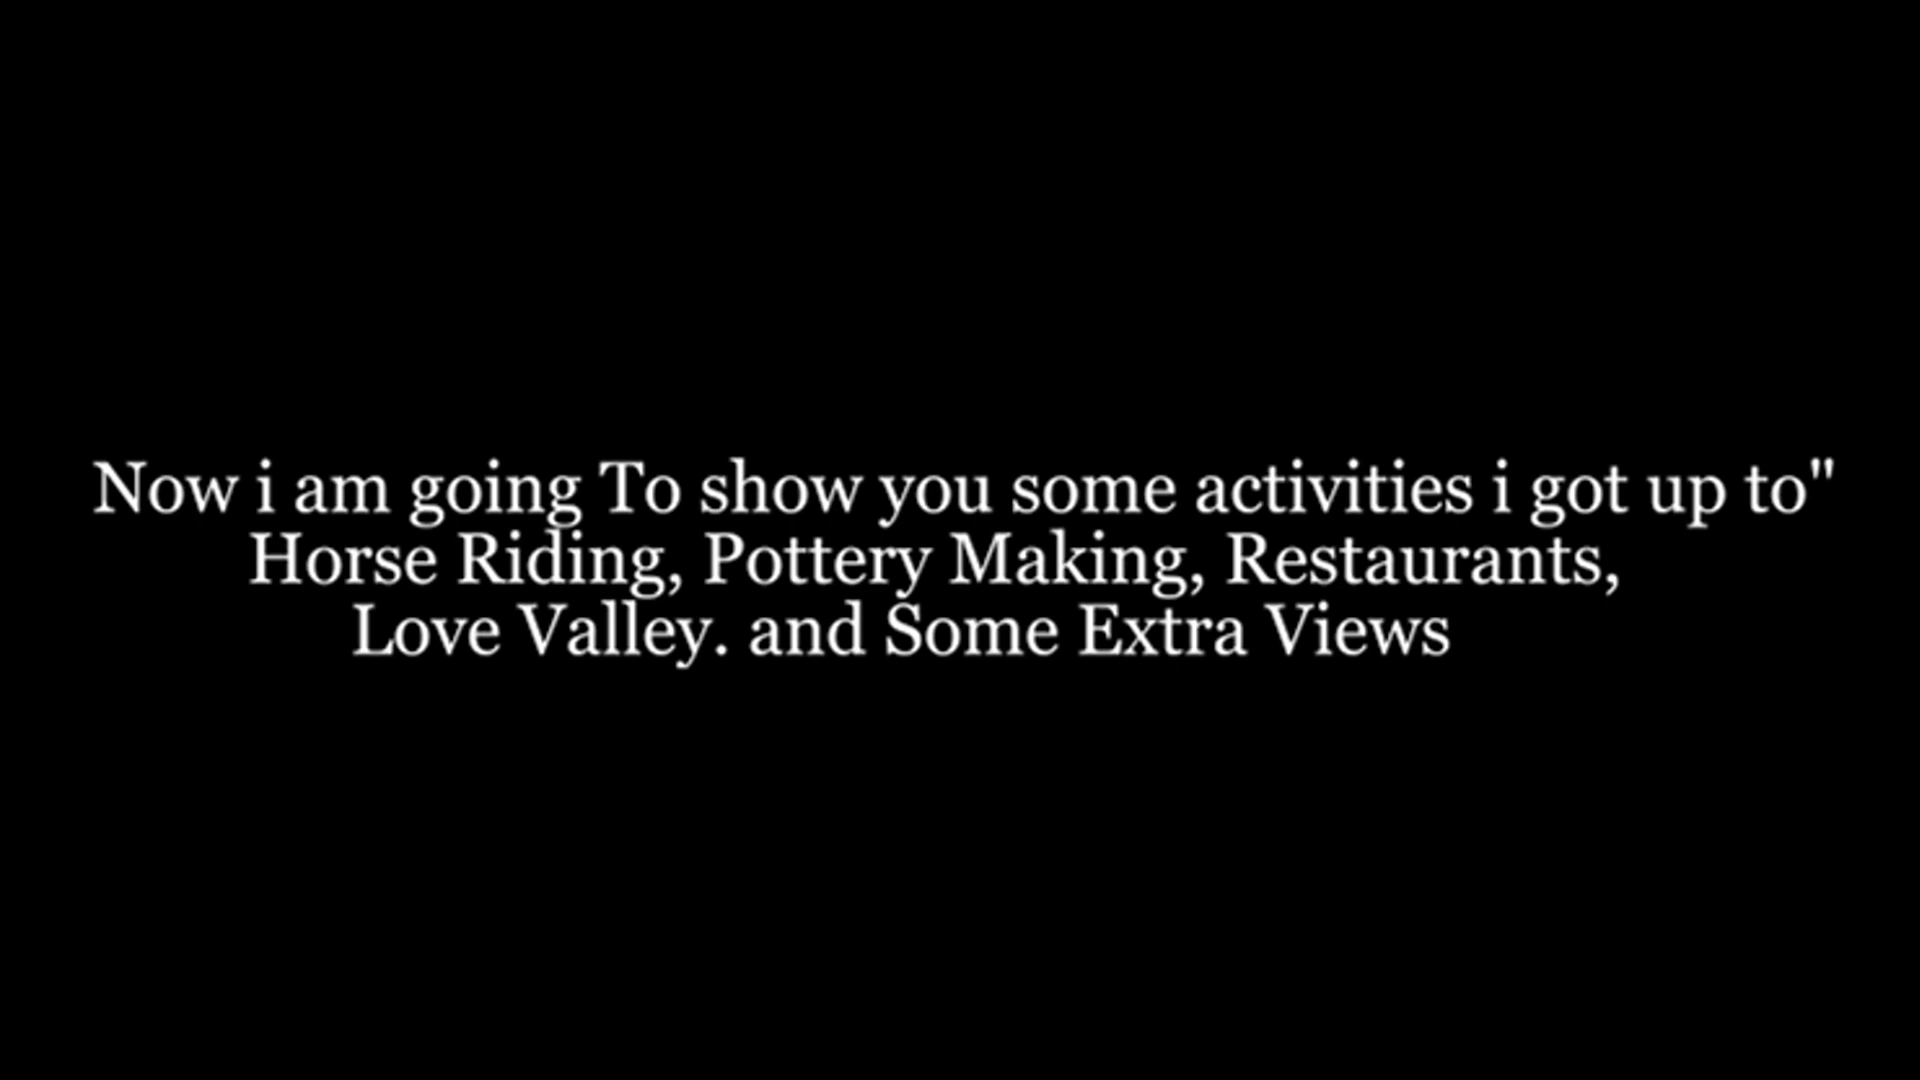 Now i am going To show you some activities i got up to"
Horse Riding, Pottery Making, Restaurants,
Love Valley. and Some Extra Views